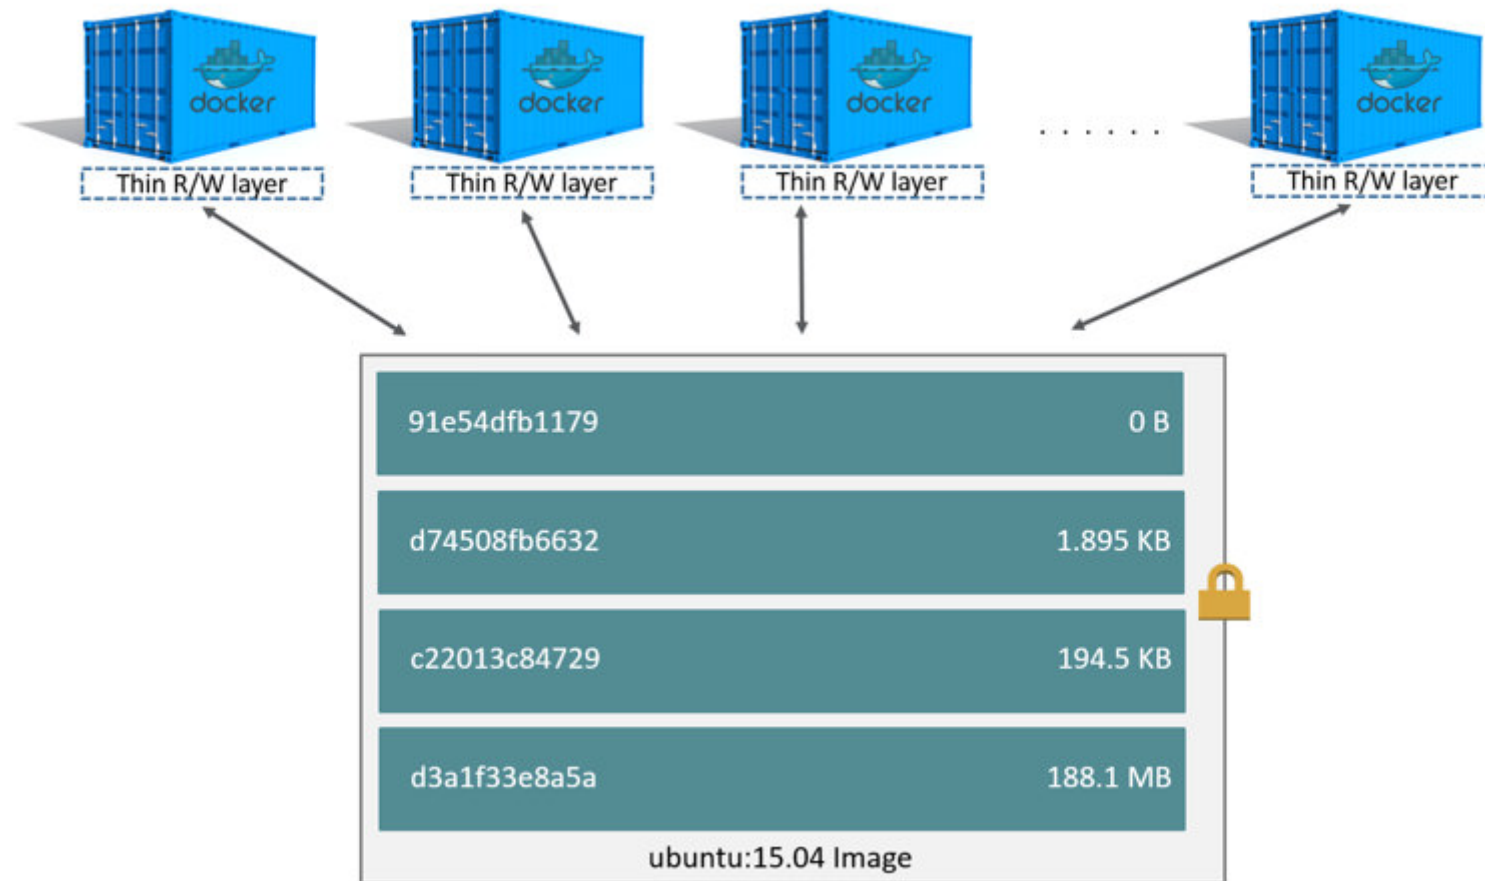 docker docker docker docker
. . . . . .
Thin R/W layer Thin R/W layer Thin R/W layer Thin R/W layer
91e54dfb1179 0 B
d74508fb6632 1.895 KB
c22013c84729 194.5 KB
d3a1f33e8a5a 188.1 MB
ubuntu:15.04 Image